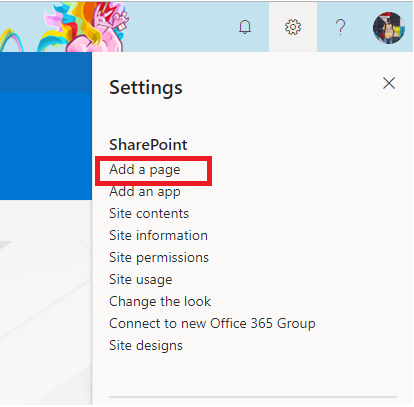 ?
Settings
SharePoint
Add a page
Add an app
Site contents
Site information
Site permissions
Site usage
Change the look
Connect to new Office 365 Group
Site designs